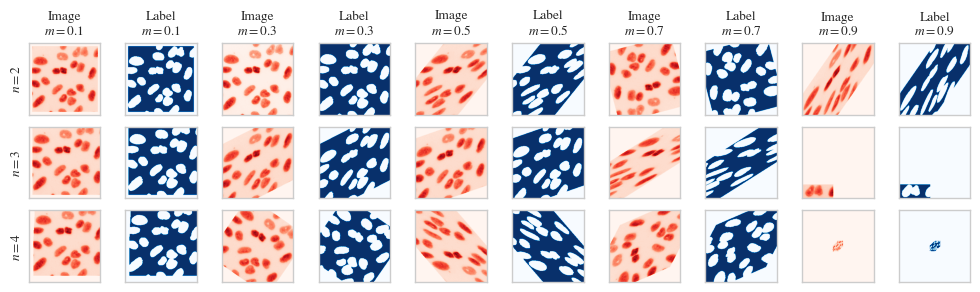 Image Label Image Label Image Label Image Label Image Label
m = 0.1 m = 0.1 m = 0.3 m = 0.3 m = 0.5 m = 0.5 m = 0.7 m = 0.7 m = 0.9 m = 0.9
n = 2
n = 3
n = 4